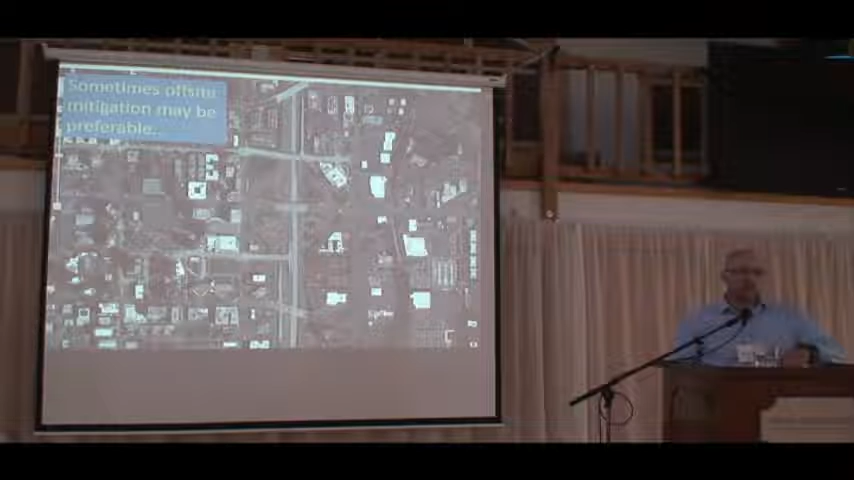 Sometimes offsite
mitigation may be
preferable.